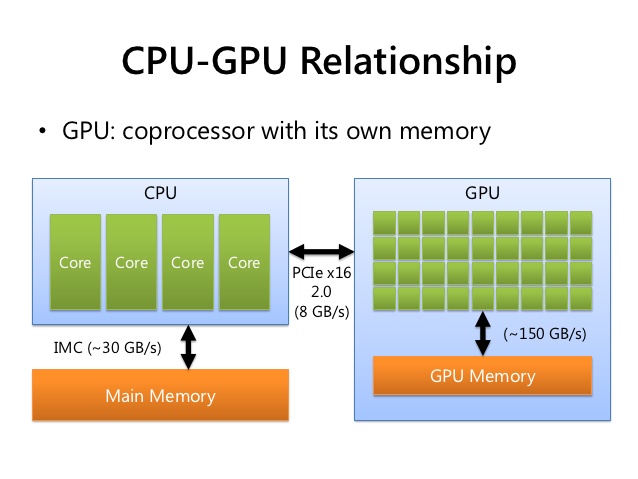 CPU-GPU Relationship
• GPU: coprocessor with its own memory
CPU
Core Core Core Core
IMC (~30 GB/s)
Main Memory
PCIe x16
2.0
(8 GB/s)
GPU
(~150 GB/s)
GPU Memory